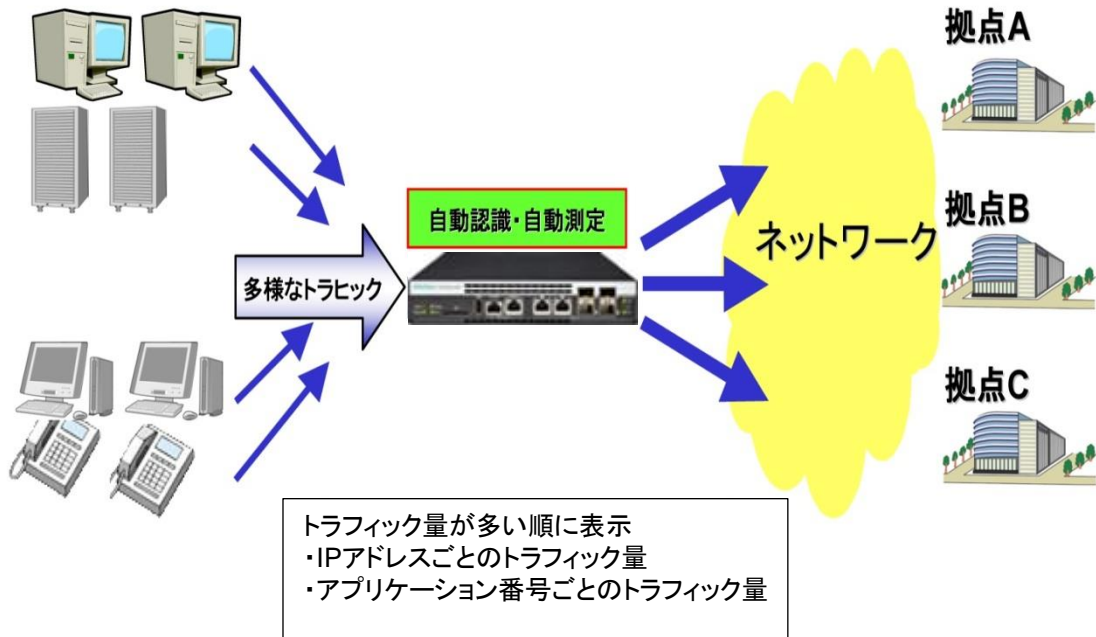 拠点A
自動認識・自動測定
拠点B
ネットワーク
多様なトラヒック
拠点C
トラフィック量が多い順に表示
・IPアドレスごとのトラフィック量
・アプリケーション番号ごとのトラフィック量